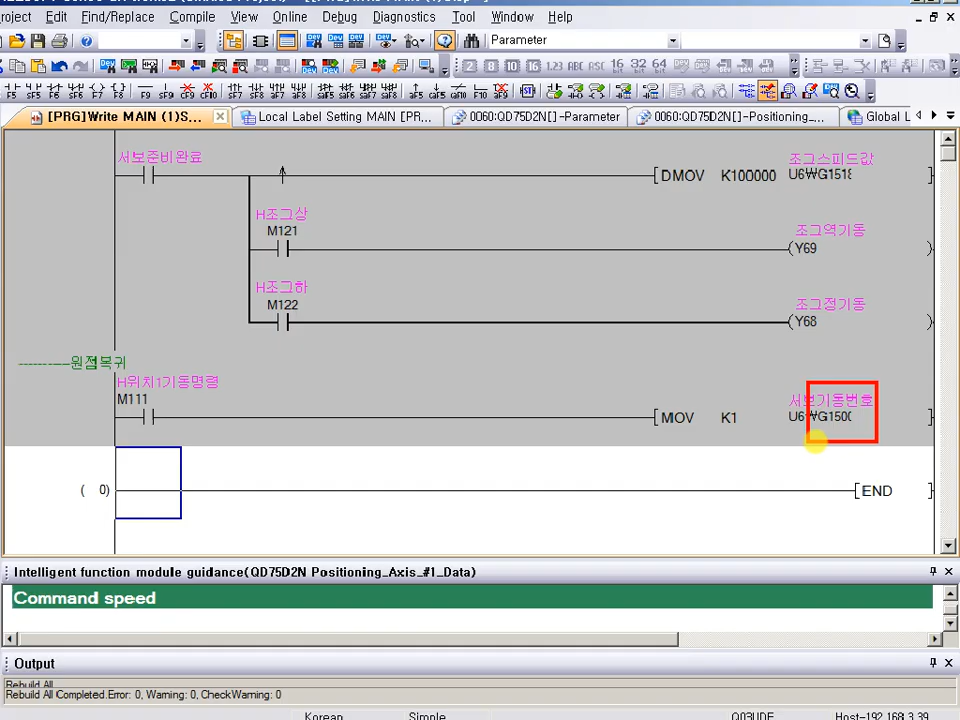 roject Edit Find/Replace Compile View Online Debug Diagnostics Tool Window Help
Parameter
[PRG]Write MAIN (1)S... Local Label Setting MAIN [PR... 0060:QD75D2N[]-Parameter 0060:QD75D2N[]-Positioning_... Global L
서보준비완료 조그스피드값
DMOV K100000 U6₩G1518
H조그상 조그역기동
M121 Y69
H조그하 조그정기동
M122 Y68
원점복귀
H위치1기동명령 서보기동번호
M111 MOV K1 U6₩G1500
( 0) END
Intelligent function module guidance(QD75D2N Positioning_Axis_#1_Data)
Command speed
Output
Rebuild All
Rebuild All Completed.Error: 0, Warning: 0, CheckWarning: 0
Korean Simple Q03UDE Host-192.168.3.39